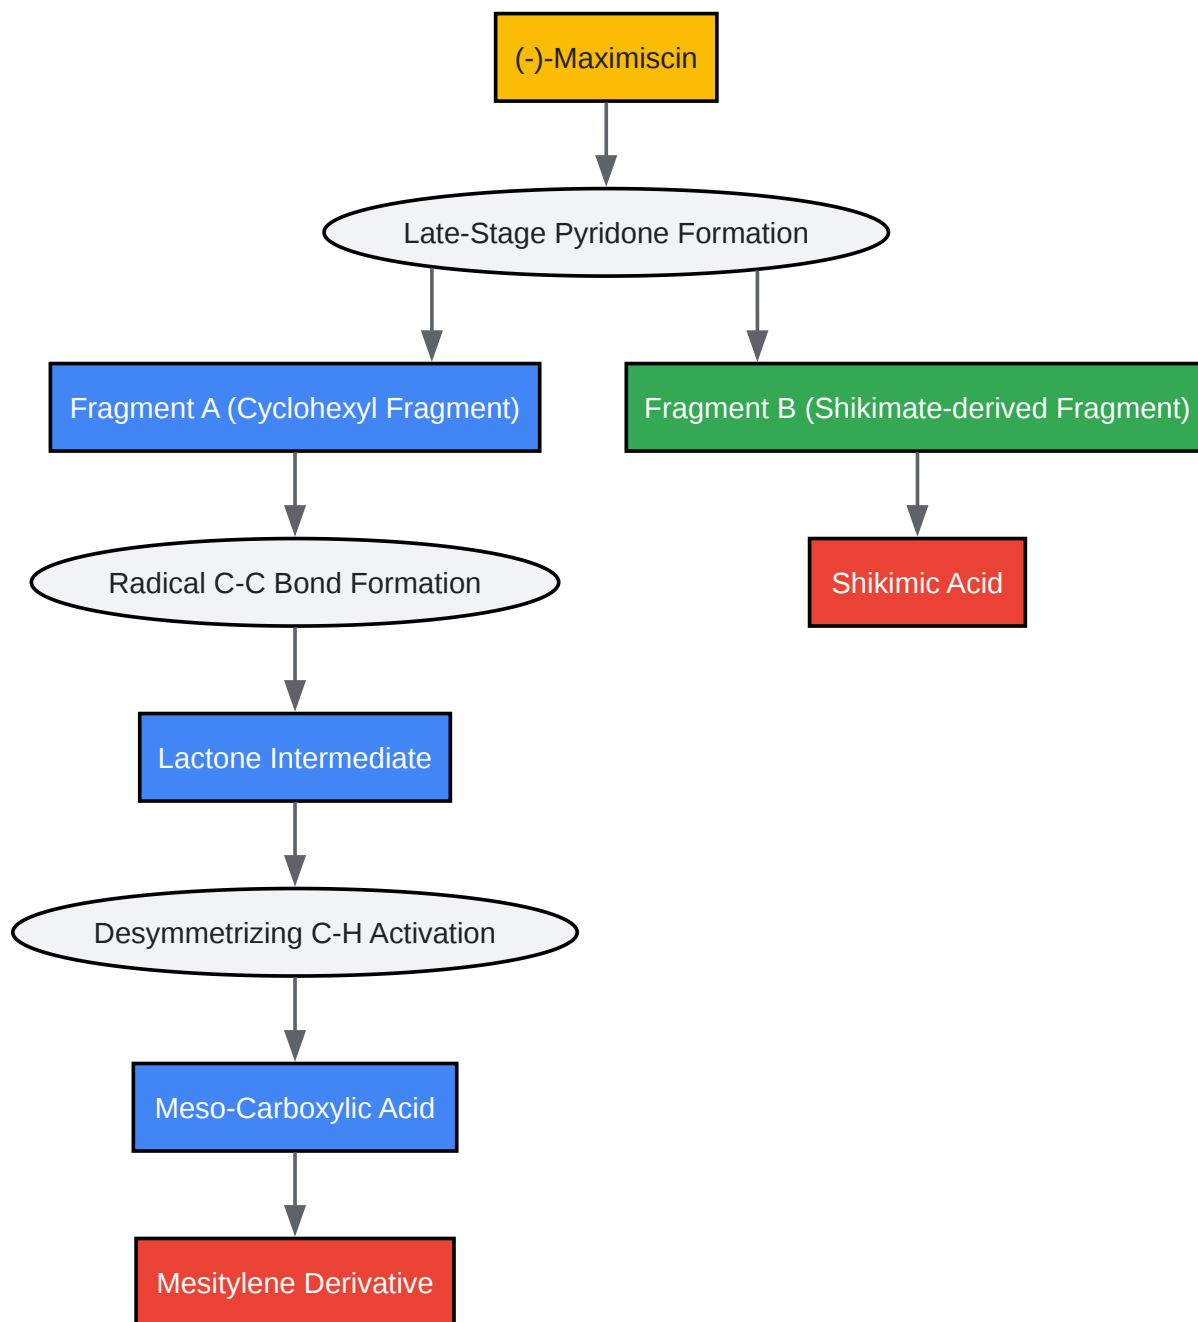 (-)-Maximiscin
Late-Stage Pyridone Formation
Fragment A (Cyclohexyl Fragment)
Fragment B (Shikimate-derived Fragment)
Radical C-C Bond Formation
Shikimic Acid
Lactone Intermediate
Desymmetrizing C-H Activation
Meso-Carboxylic Acid
Mesitylene Derivative